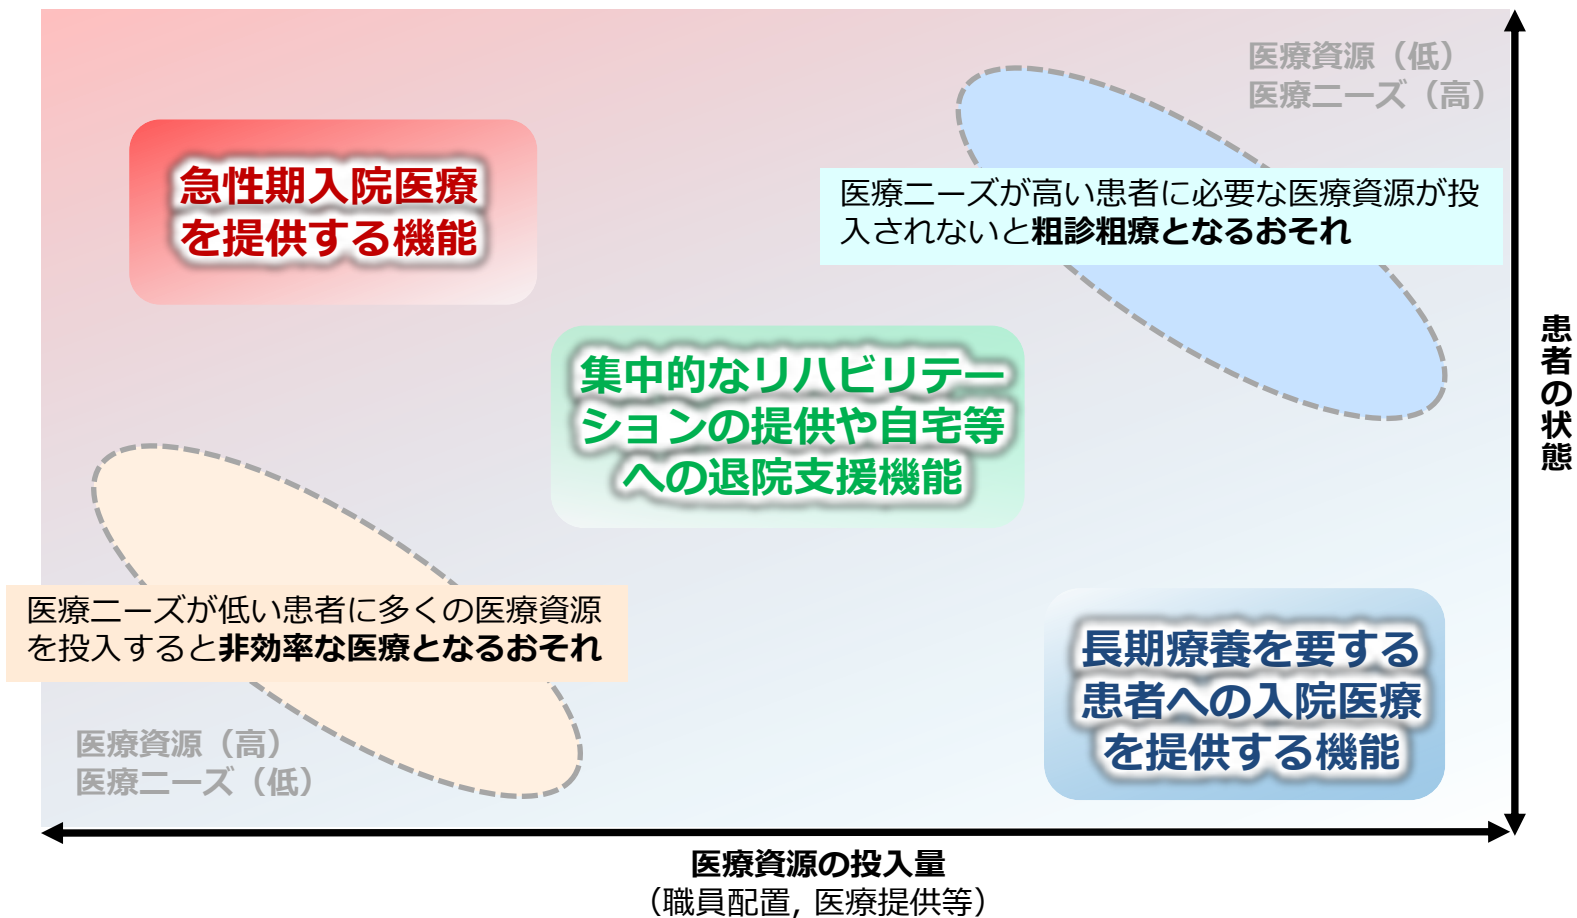 医療資源（低）
医療ニーズ（高）
急性期入院医療
を提供する機能
医療ニーズが高い患者に必要な医療資源が投
入されないと粗診粗療となるおそれ
集中的なリハビリテー
ションの提供や自宅等
への退院支援機能
患者の状態
医療ニーズが低い患者に多くの医療資源
を投入すると非効率な医療となるおそれ
長期療養を要する
患者への入院医療
を提供する機能
医療資源（高）
医療ニーズ（低）
医療資源の投入量
（職員配置, 医療提供等）